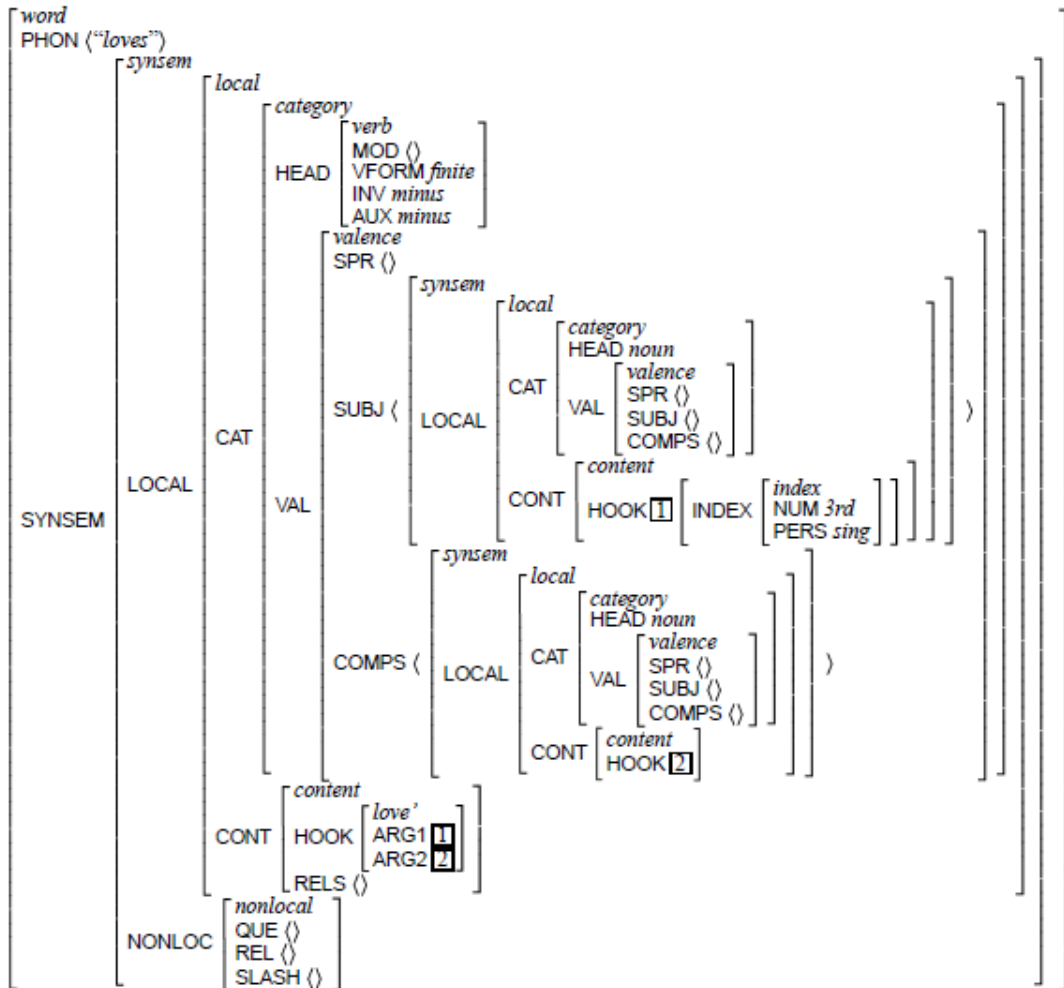 word
PHON ⟨“loves”⟩
synsem
local
category
verb
MOD ⟨⟩
HEAD VFORM finite
INV minus
AUX minus
valence
SPR ⟨⟩
synsem
local
category
HEAD noun
valence
CAT SPR ⟨⟩
VAL SUBJ ⟨⟩
COMPS ⟨⟩
SUBJ ⟨ LOCAL ⟩
CAT
content
index
CONT HOOK 1 INDEX NUM 3rd
PERS sing
LOCAL
VAL
SYNSEM
synsem
local
category
HEAD noun
valence
CAT SPR ⟨⟩
VAL SUBJ ⟨⟩
COMPS ⟨⟩
COMPS ⟨ LOCAL ⟩
content
CONT HOOK 2
content
love’
CONT HOOK ARG1 1
ARG2 2
RELS ⟨⟩
nonlocal
QUE ⟨⟩
NONLOC REL ⟨⟩
SLASH ⟨⟩